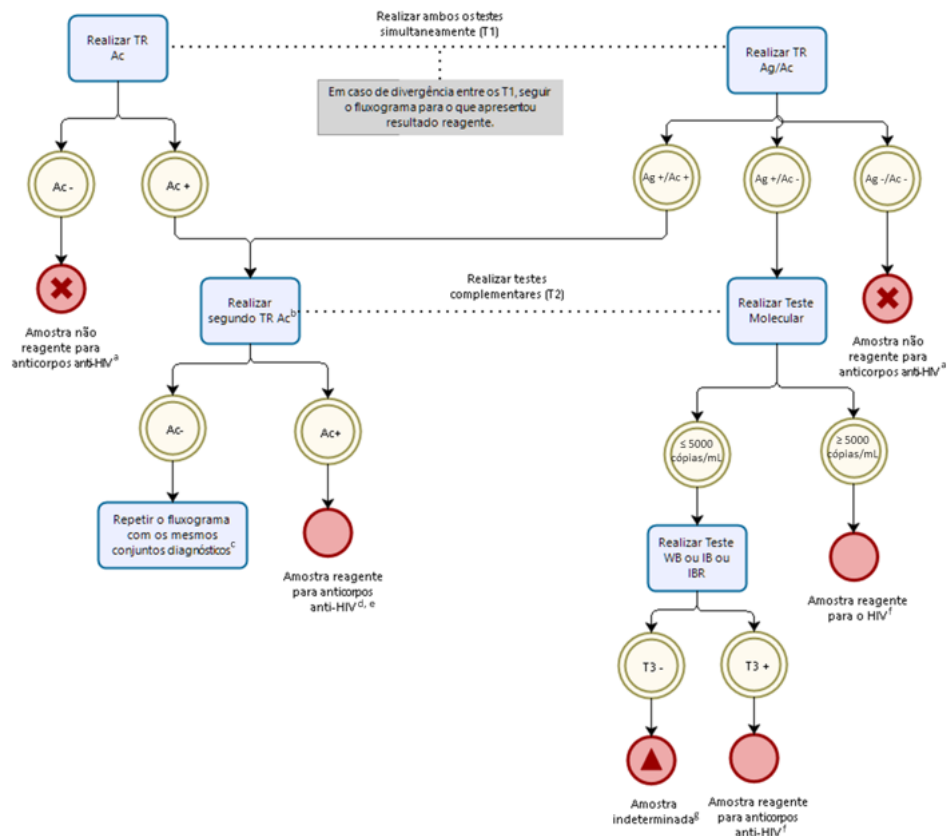 Realizar ambos os testes
simultaneamente (T1)
Realizar TR
Ac
Realizar TR
Ag/Ac
Em caso de divergência entre os T1, seguir
o fluxograma para o que apresentou
resultado reagente.
Ac -
Ac +
Ag +/Ac +
Ag +/Ac -
Ag -/Ac -
Amostra não
reagente para
anticorpos anti-HIV a
Realizar
segundo TR Ac b
Realizar testes
complementares (T2)
Realizar Teste
Molecular
Amostra não
reagente para
anticorpos anti-HIV a
Ac-
Ac+
≤ 5000
cópias/mL
≥ 5000
cópias/mL
Repetir o fluxograma
com os mesmos
conjuntos diagnósticos c
Amostra reagente
para anticorpos
anti-HIV d, e
Realizar Teste
WB ou IB ou
IBR
Amostra reagente
para o HIV f
T3 -
T3 +
Amostra
indeterminada g
Amostra reagente
para anticorpos
anti-HIV f